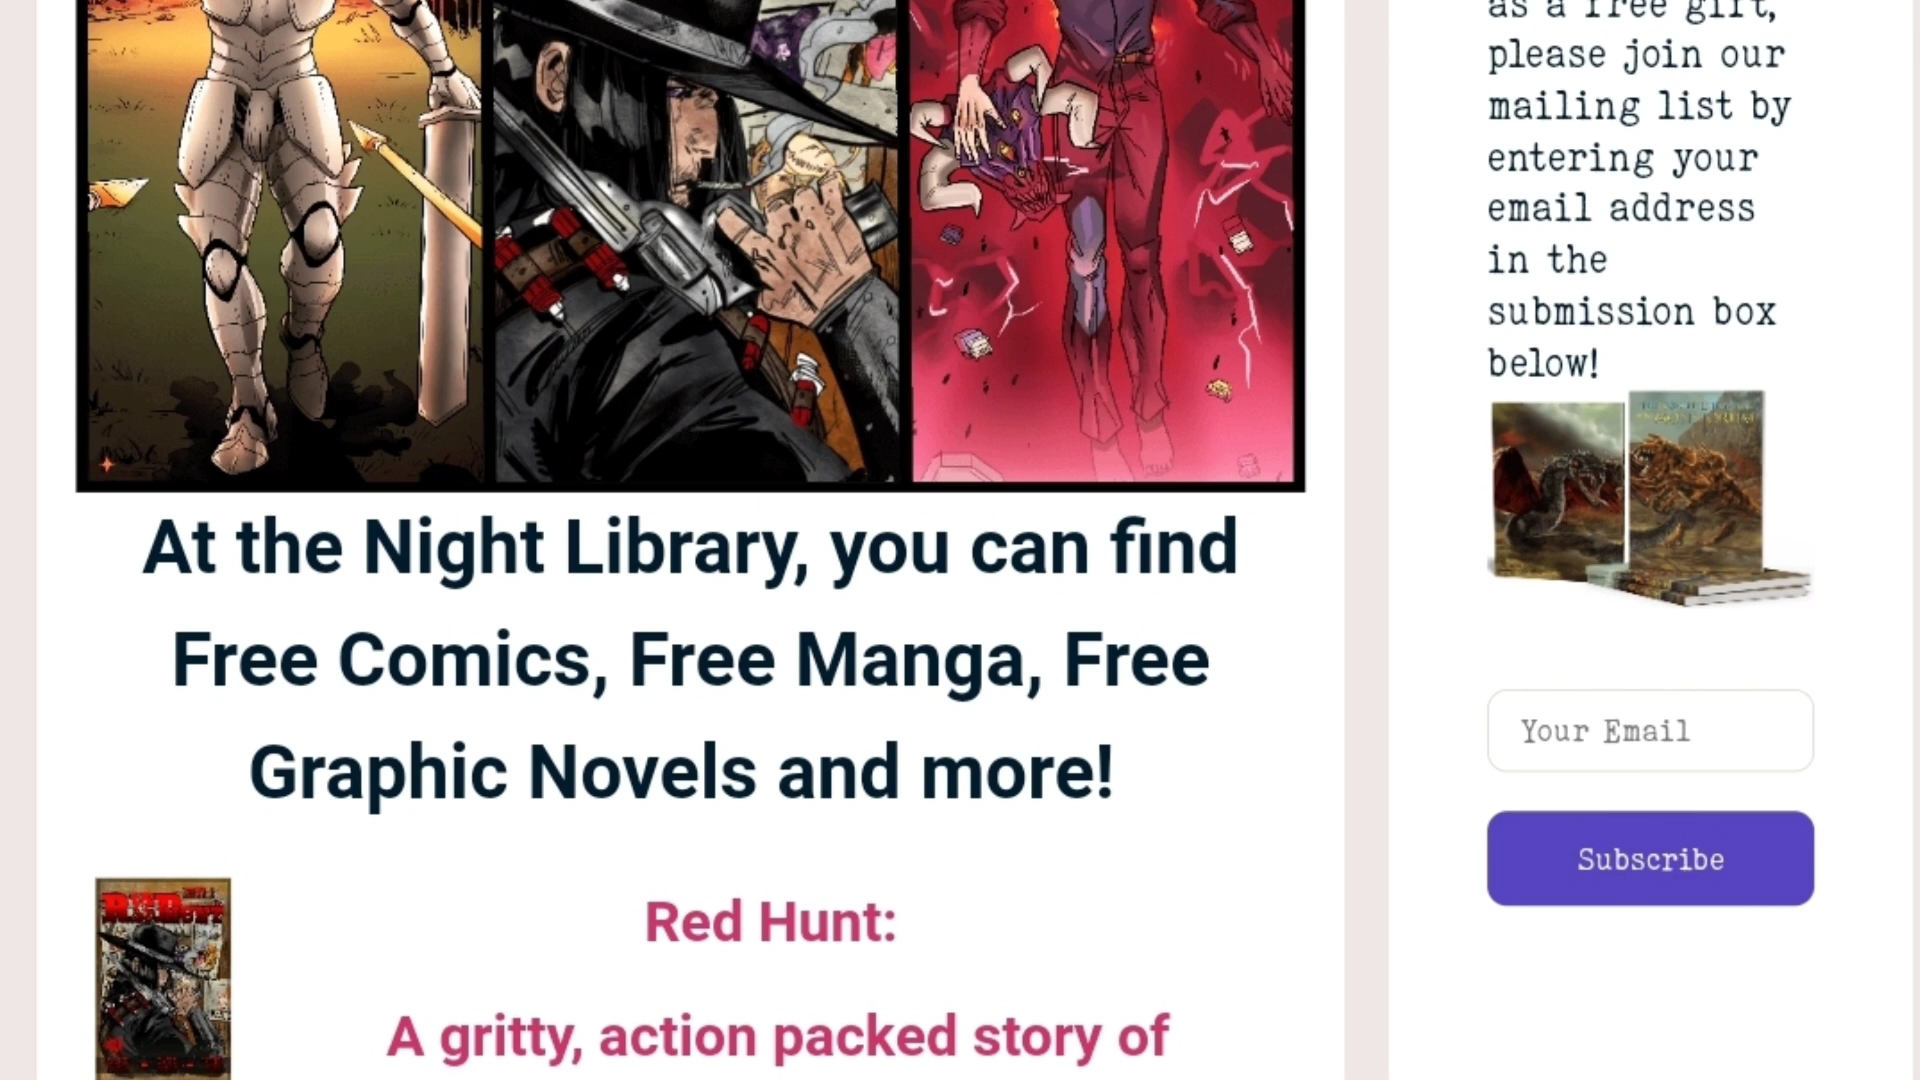 At the Night Library, you can find
Free Comics, Free Manga, Free
Graphic Novels and more!
Red Hunt:
A gritty, action packed story of
as a free gift,
please join our
mailing list by
entering your
email address
in the
submission box
below!
Your Email
Subscribe